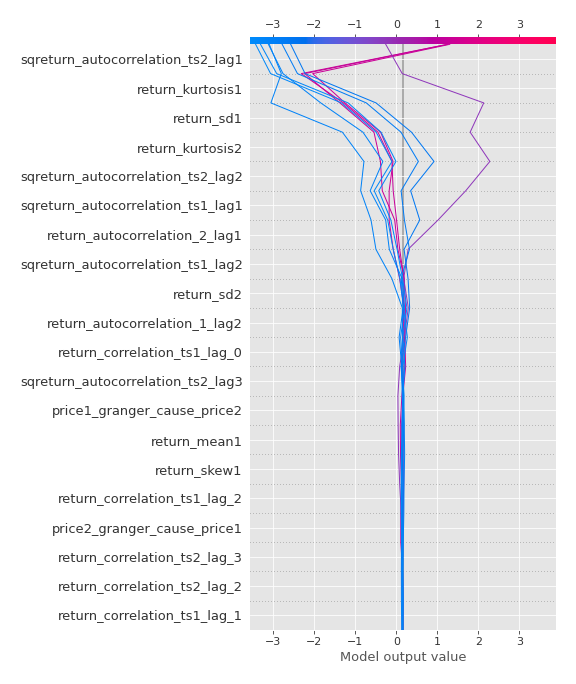 −3 −2 −1 0 1 2 3
sqreturn_autocorrelation_ts2_lag1
return_kurtosis1
return_sd1
return_kurtosis2
sqreturn_autocorrelation_ts2_lag2
sqreturn_autocorrelation_ts1_lag1
return_autocorrelation_2_lag1
sqreturn_autocorrelation_ts1_lag2
return_sd2
return_autocorrelation_1_lag2
return_correlation_ts1_lag_0
sqreturn_autocorrelation_ts2_lag3
price1_granger_cause_price2
return_mean1
return_skew1
return_correlation_ts1_lag_2
price2_granger_cause_price1
return_correlation_ts2_lag_3
return_correlation_ts2_lag_2
return_correlation_ts1_lag_1
−3 −2 −1 0 1 2 3
Model output value